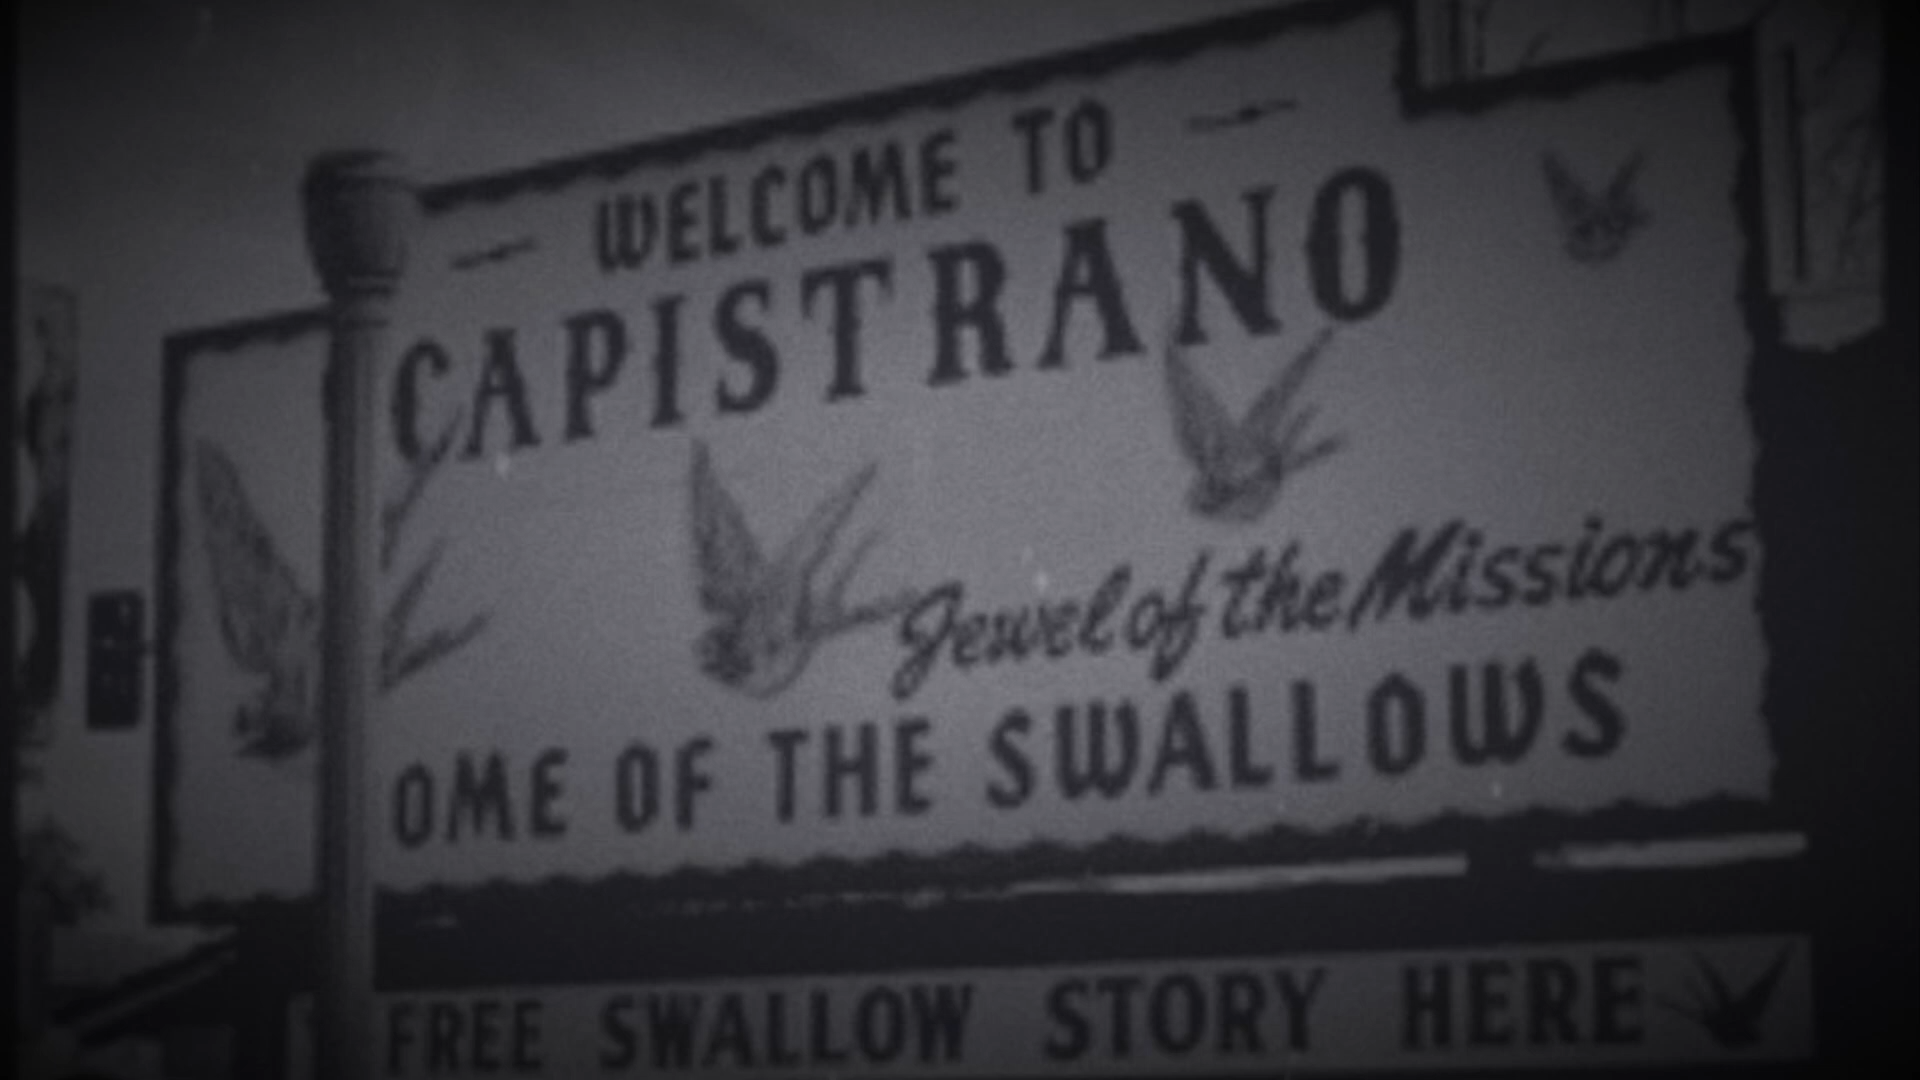 WELCOME TO
CAPISTRANO
Jewel of the Missions
OME OF THE SWALLOWS
FREE SWALLOW STORY HERE